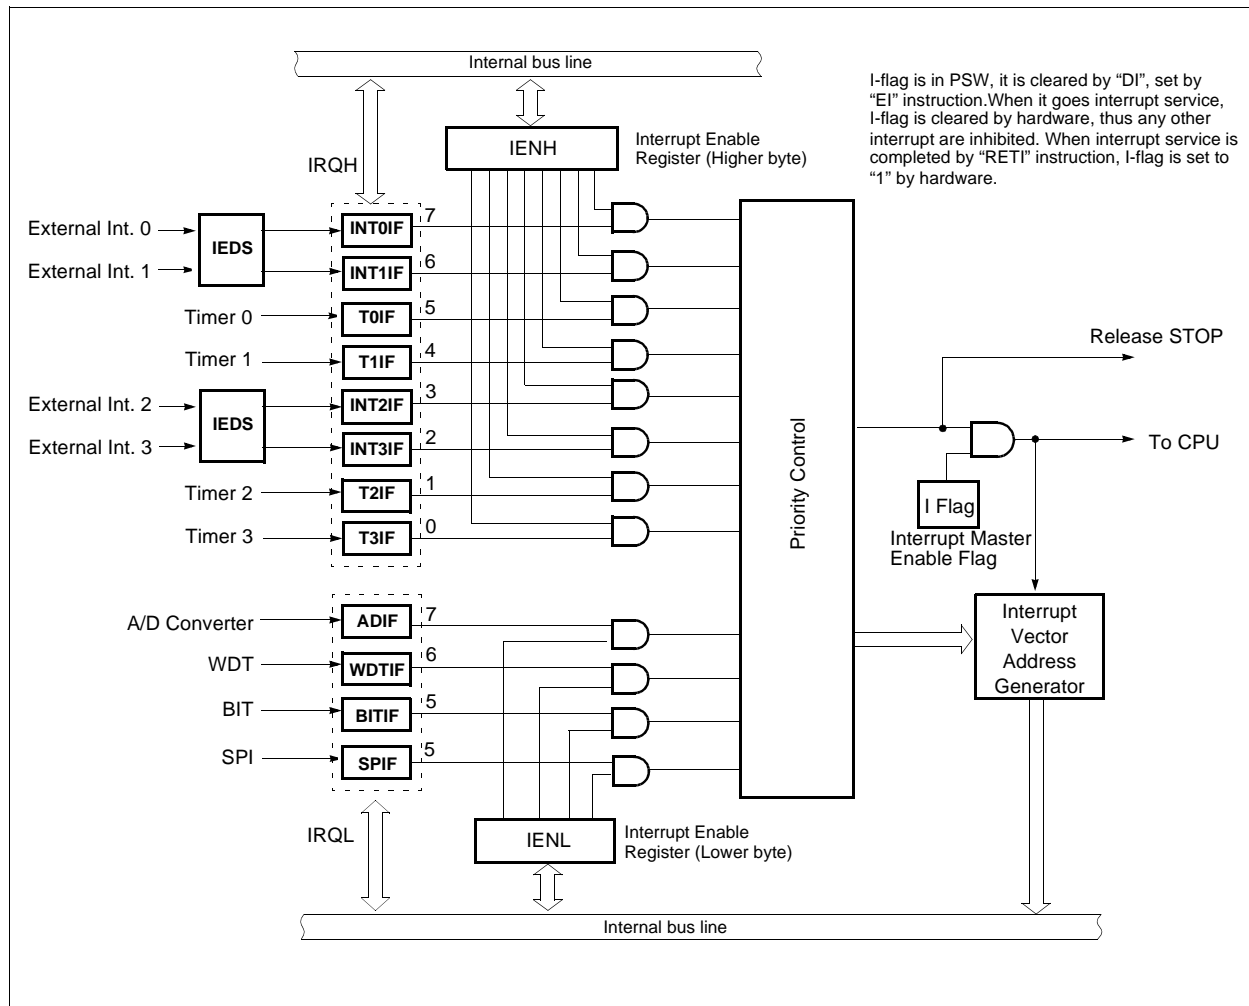 Internal bus line
I-flag is in PSW, it is cleared by “DI”, set by
“EI” instruction.When it goes interrupt service,
I-flag is cleared by hardware, thus any other
interrupt are inhibited. When interrupt service is
completed by “RETI” instruction, I-flag is set to
“1” by hardware.
IENH
Interrupt Enable
Register (Higher byte)
IRQH
External Int. 0
External Int. 1
IEDS
INT0IF
7
INT1IF
6
Timer 0
T0IF
5
Timer 1
T1IF
4
External Int. 2
External Int. 3
IEDS
INT2IF
3
INT3IF
2
Timer 2
T2IF
1
Timer 3
T3IF
0
Priority Control
Release STOP
To CPU
I Flag
Interrupt Master
Enable Flag
A/D Converter
ADIF
7
WDT
WDTIF
6
BIT
BITIF
5
SPI
SPIF
5
Interrupt
Vector
Address
Generator
IRQL
IENL
Interrupt Enable
Register (Lower byte)
Internal bus line